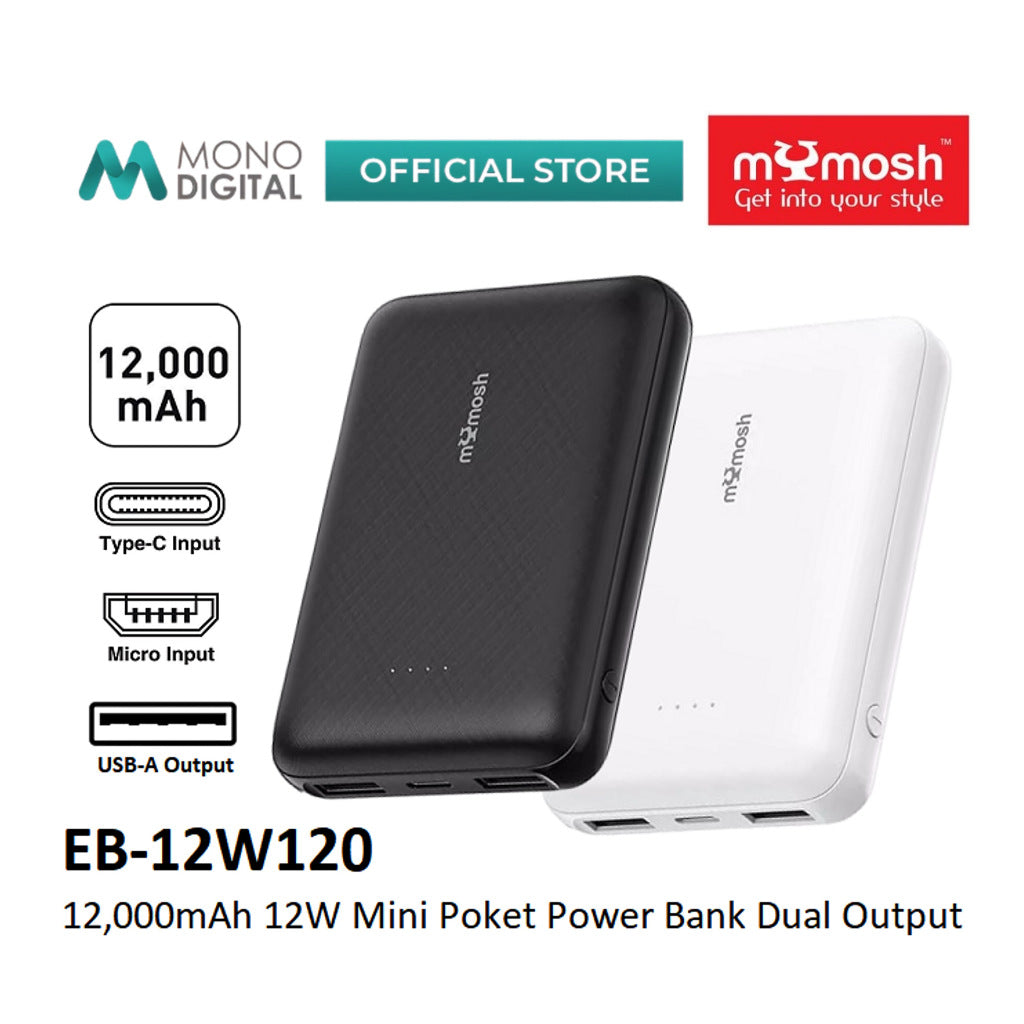 MONO
DIGITAL
OFFICIAL STORE
mymosh™
Get into your style
12,000
mAh
mymosh
mymosh
Type-C Input
Micro Input
USB-A Output
EB-12W120
12,000mAh 12W Mini Poket Power Bank Dual Output